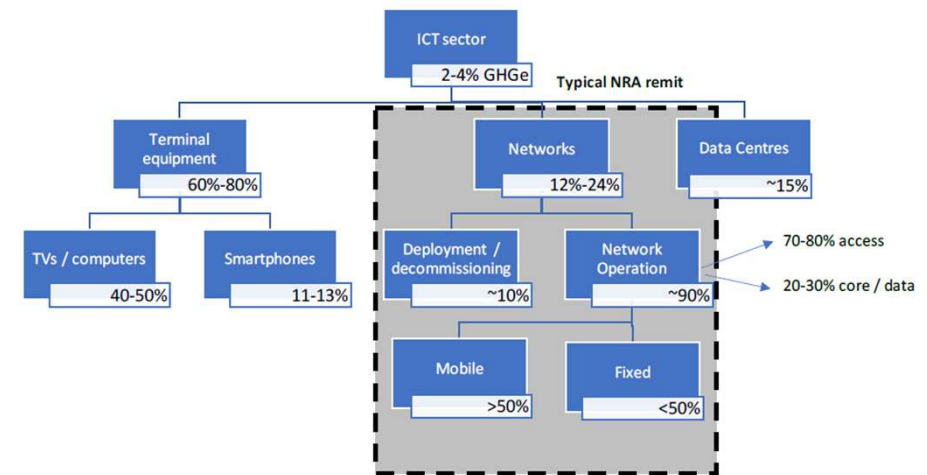 ICT sector
2-4% GHGe
Typical NRA remit
Terminal
equipment
60%-80%
Networks
12%-24%
Data Centres
~15%
TVs / computers
40-50%
Smartphones
11-13%
Deployment /
decommissioning
~10%
Network
Operation
~90%
70-80% access
20-30% core / data
Mobile
>50%
Fixed
<50%